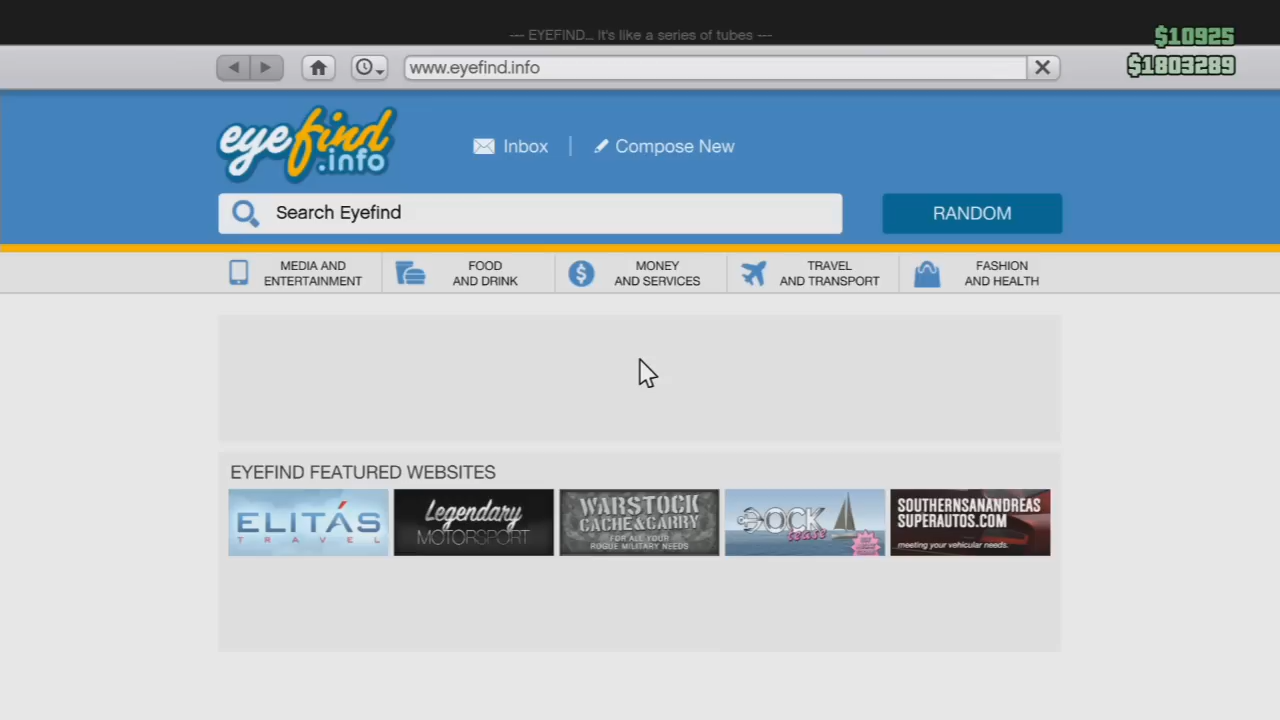 --- EYEFIND... It's like a series of tubes ---
$10925
www.eyefind.info
$1803289
eyefind
.info
Inbox
Compose New
Search Eyefind
RANDOM
MEDIA AND
ENTERTAINMENT
FOOD
AND DRINK
MONEY
AND SERVICES
TRAVEL
AND TRANSPORT
FASHION
AND HEALTH
EYEFIND FEATURED WEBSITES
ELITÁS
TRAVEL
Legendary
MOTORSPORT
WARSTOCK
CACHE&CARRY
FOR ALL YOUR
ROGUE MILITARY NEEDS
DOCK
tease
SOUTHERNSANANDREAS
SUPERAUTOS.COM
meeting your vehicular needs.